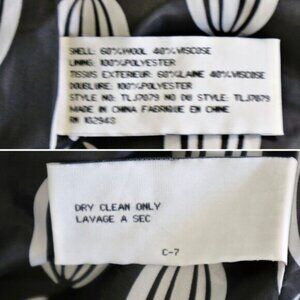 SHELL: 60%WOOL 40%VISCOSE
LINING: 100%POLYESTER
TISSUS EXTERIEUR: 60%LAINE 40%VISCOSE
DOUBLURE: 100%POLYESTER
STYLE NO: TLJ7079 NO DU STYLE: TLJ7079
MADE IN CHINA FABRIQUE EN CHINE
RN 102948
DRY CLEAN ONLY
LAVAGE A SEC
C-7